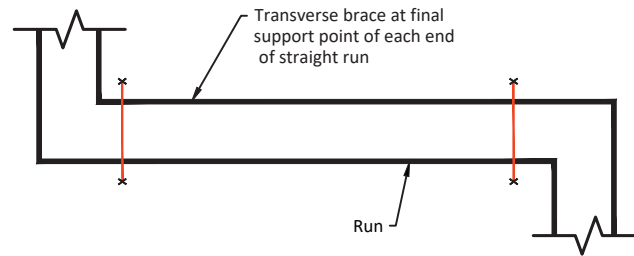 Transverse brace at final
support point of each end
of straight run
Run